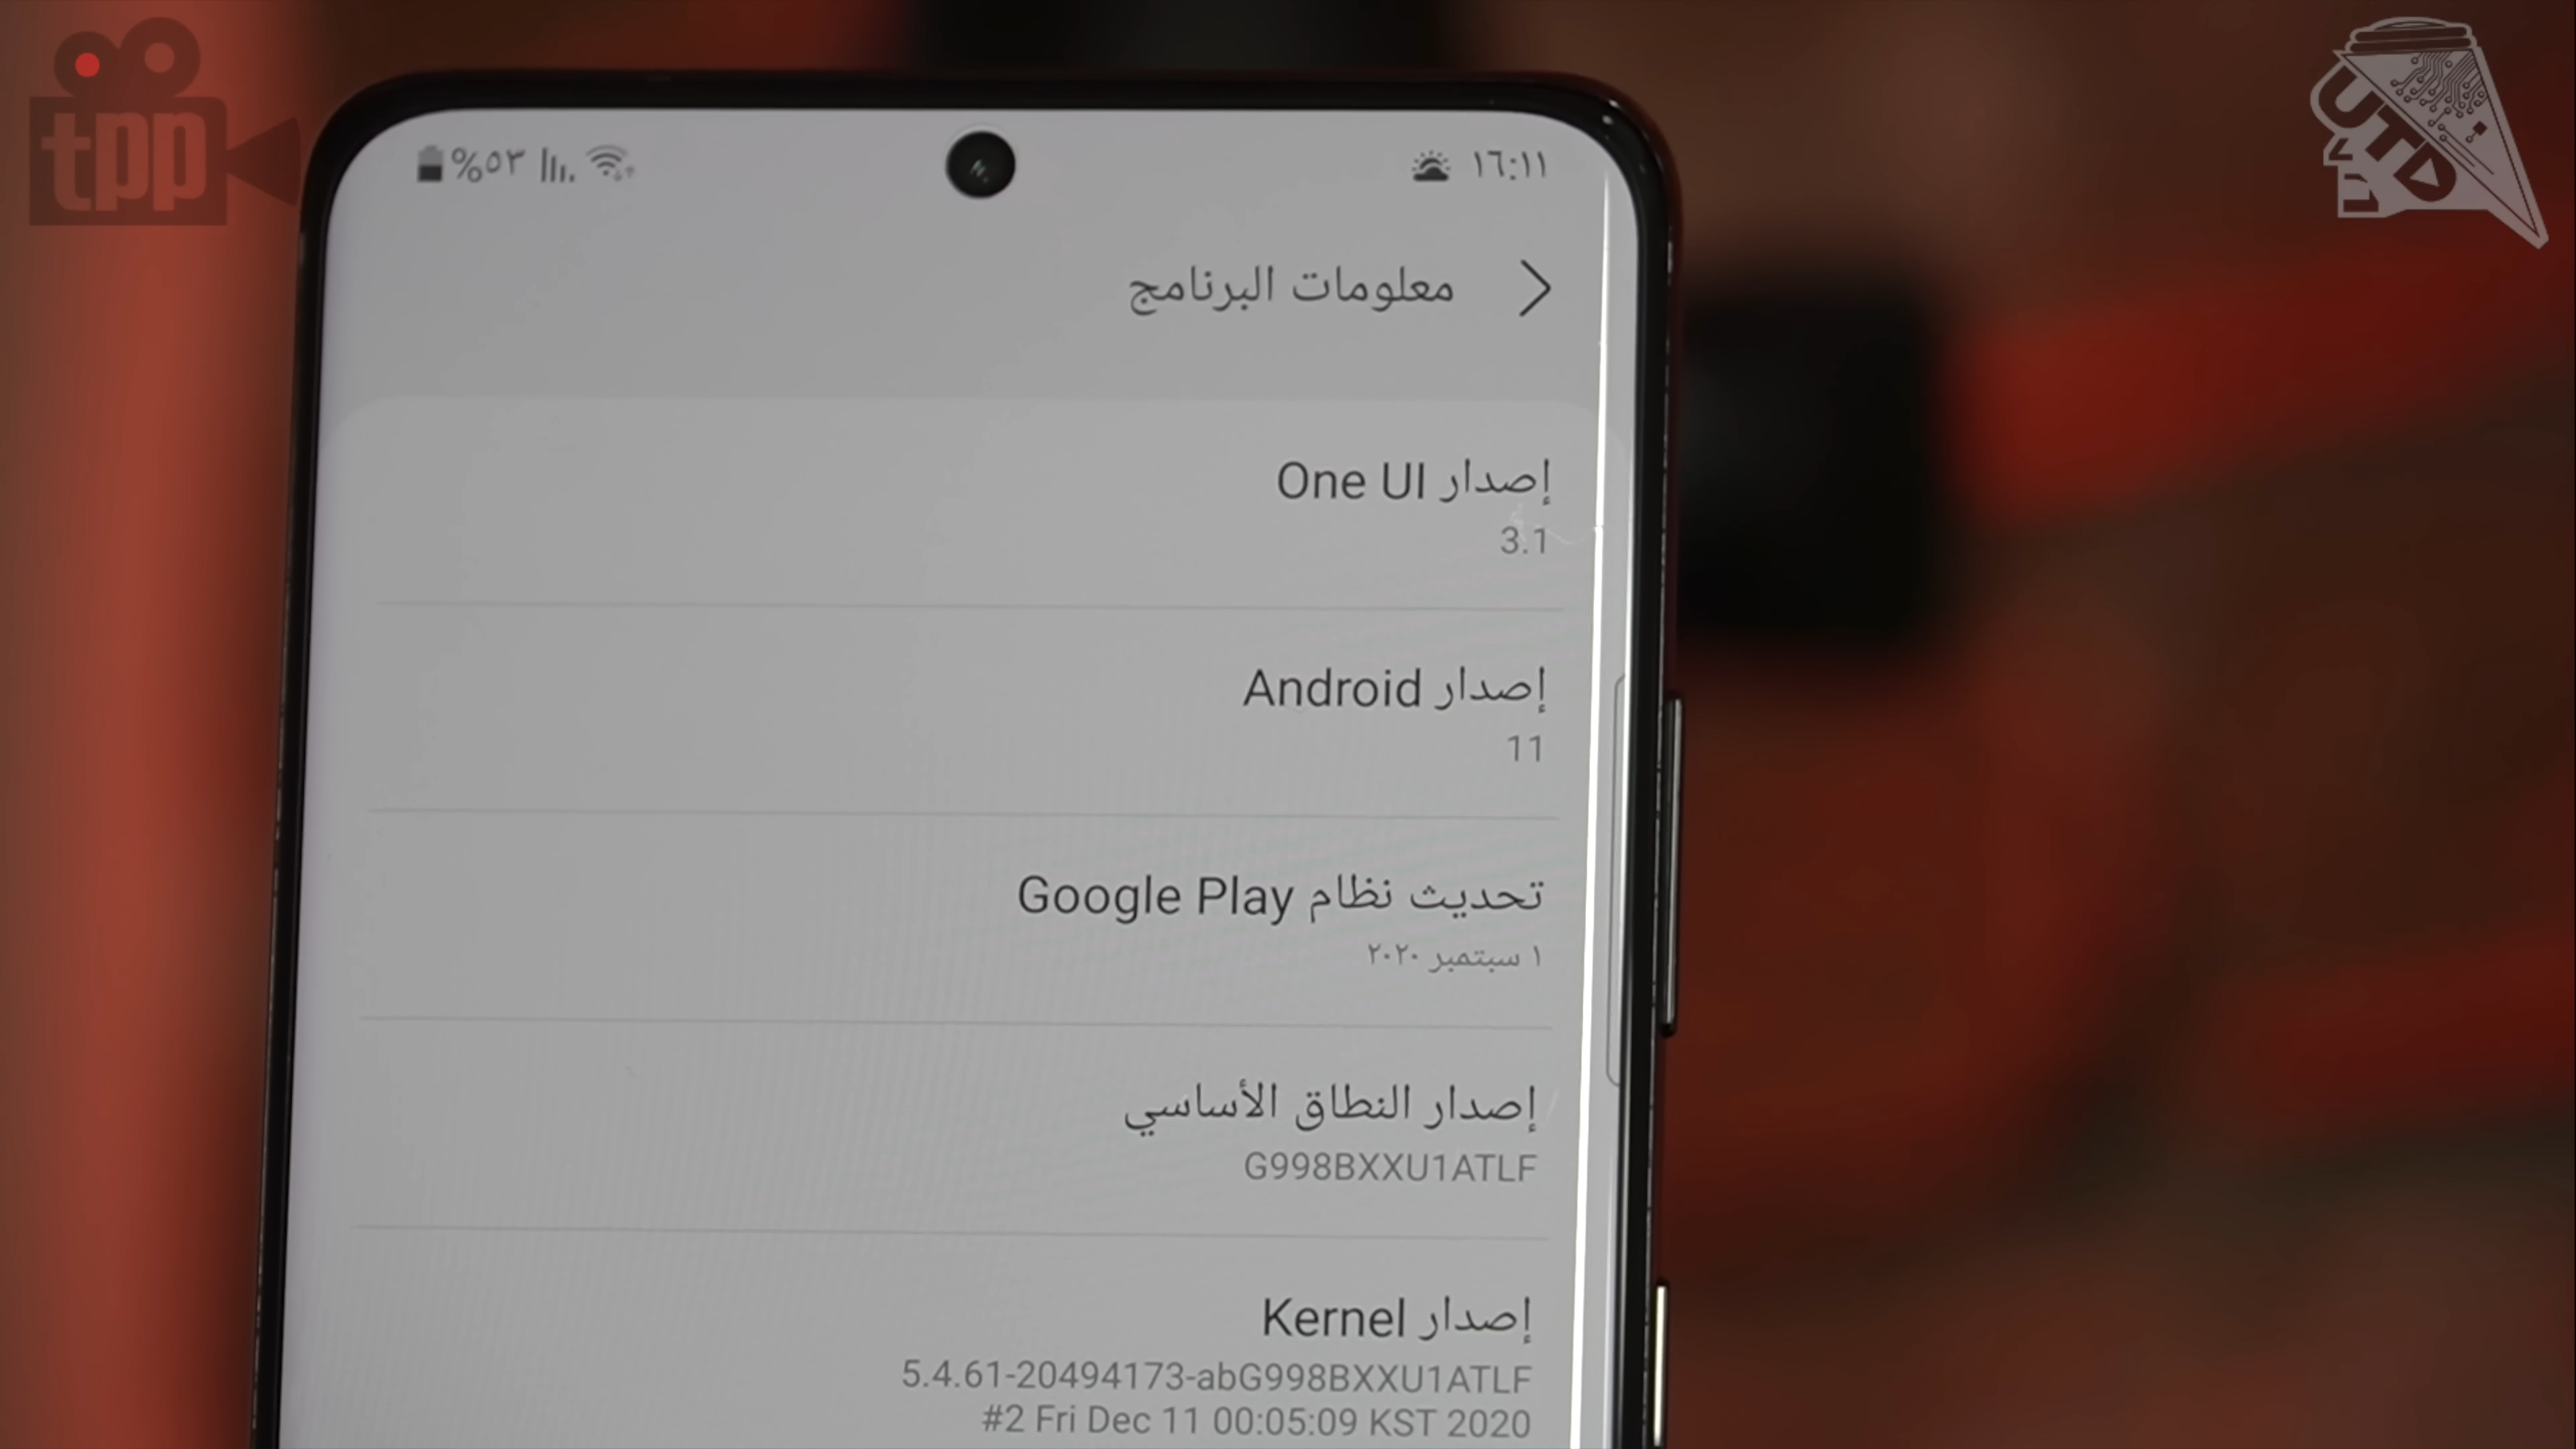 tpp
UTD
١٦:١١
%٥٣
معلومات البرنامج
إصدار One UI
3.1
إصدار Android
11
تحديث نظام Google Play
١ سبتمبر ٢٠٢٠
إصدار النطاق الأساسي
G998BXXU1ATLF
إصدار Kernel
5.4.61-20494173-abG998BXXU1ATLF
#2 Fri Dec 11 00:05:09 KST 2020